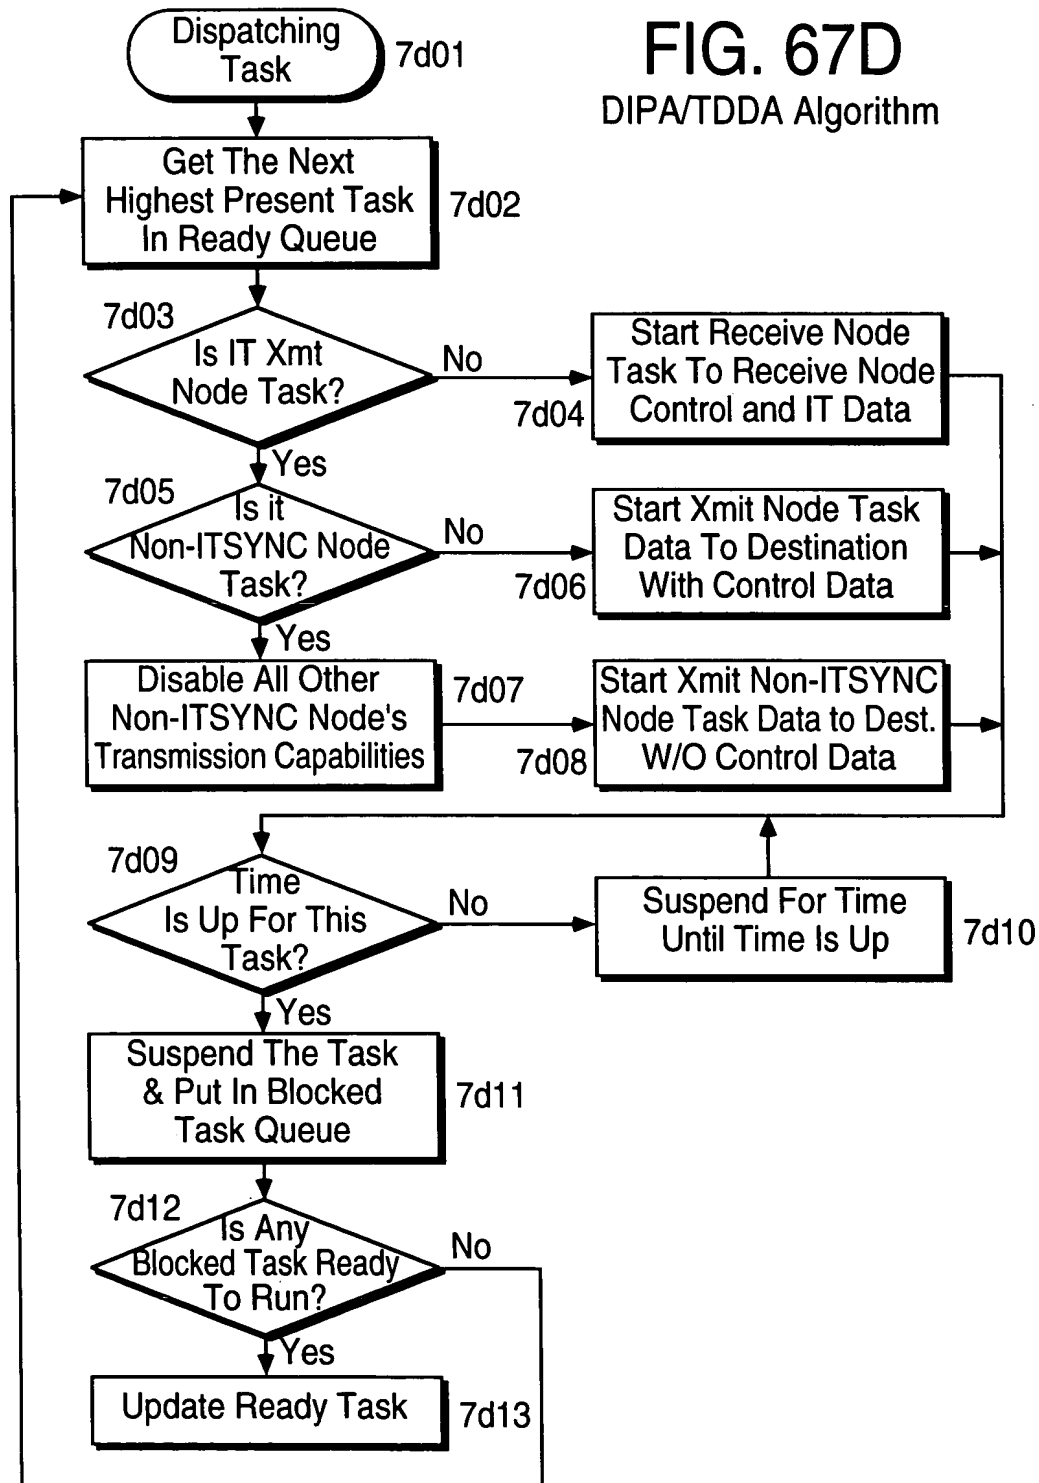 Dispatching
Task
7d01
FIG. 67D
DIPA/TDDA Algorithm
Get The Next
Highest Present Task
In Ready Queue
7d02
7d03
Is IT Xmt
Node Task?
No
Yes
7d04
Start Receive Node
Task To Receive Node
Control and IT Data
7d05
Is it
Non-ITSYNC Node
Task?
No
Yes
7d06
Start Xmit Node Task
Data To Destination
With Control Data
Disable All Other
Non-ITSYNC Node's
Transmission Capabilities
7d07
7d08
Start Xmit Non-ITSYNC
Node Task Data to Dest.
W/O Control Data
7d09
Time
Is Up For This
Task?
No
Yes
Suspend For Time
Until Time Is Up
7d10
Suspend The Task
& Put In Blocked
Task Queue
7d11
7d12
Is Any
Blocked Task Ready
To Run?
No
Yes
Update Ready Task
7d13